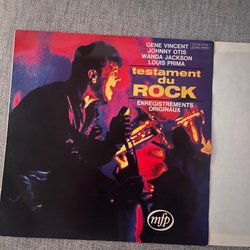 GENE VINCENT
JOHNNY OTIS
WANDA JACKSON
LOUIS PRIMA
testament
du
ROCK
ENREGISTREMENTS
ORIGINAUX
mfp